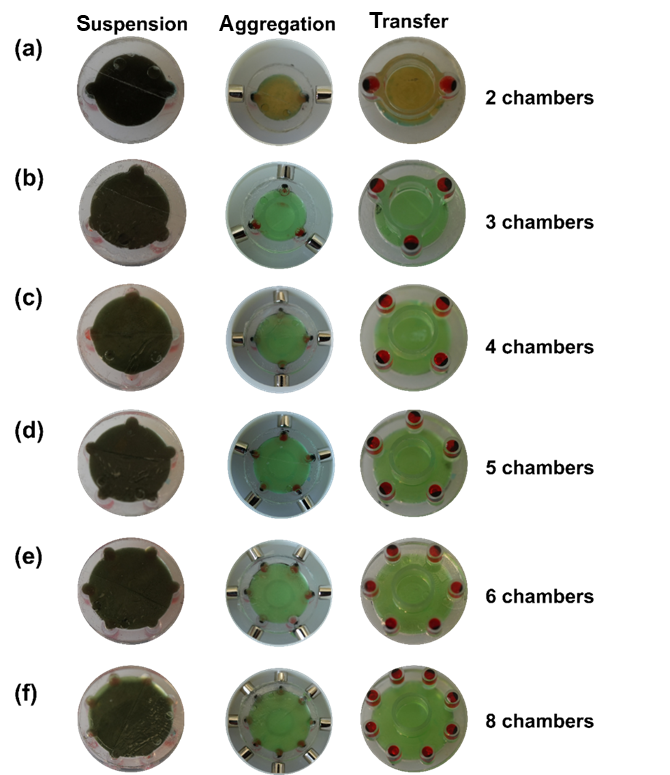 Suspension Aggregation Transfer
(a)
2 chambers
(b)
3 chambers
(c)
4 chambers
(d)
5 chambers
(e)
6 chambers
(f)
8 chambers